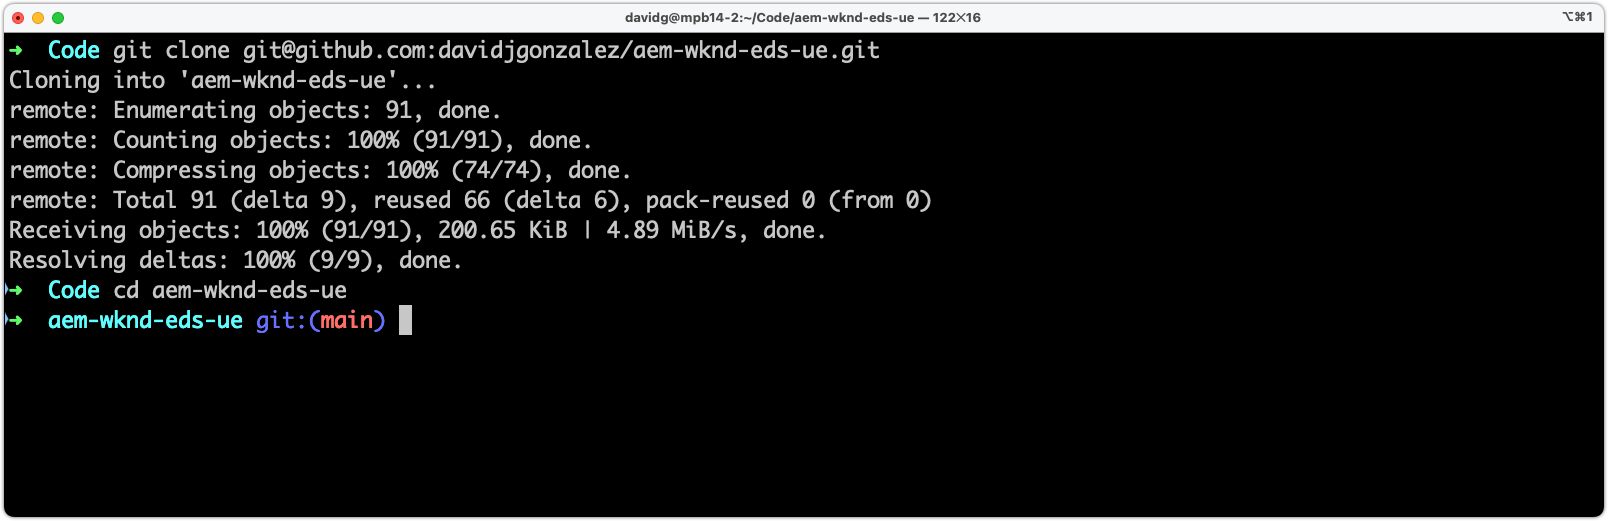 davidg@mpb14-2:~/Code/aem-wknd-eds-ue — 122×16
⌥⌘1
➜  Code git clone git@github.com:davidjgonzalez/aem-wknd-eds-ue.git
Cloning into 'aem-wknd-eds-ue'...
remote: Enumerating objects: 91, done.
remote: Counting objects: 100% (91/91), done.
remote: Compressing objects: 100% (74/74), done.
remote: Total 91 (delta 9), reused 66 (delta 6), pack-reused 0 (from 0)
Receiving objects: 100% (91/91), 200.65 KiB | 4.89 MiB/s, done.
Resolving deltas: 100% (9/9), done.
➜  Code cd aem-wknd-eds-ue
➜  aem-wknd-eds-ue git:(main)